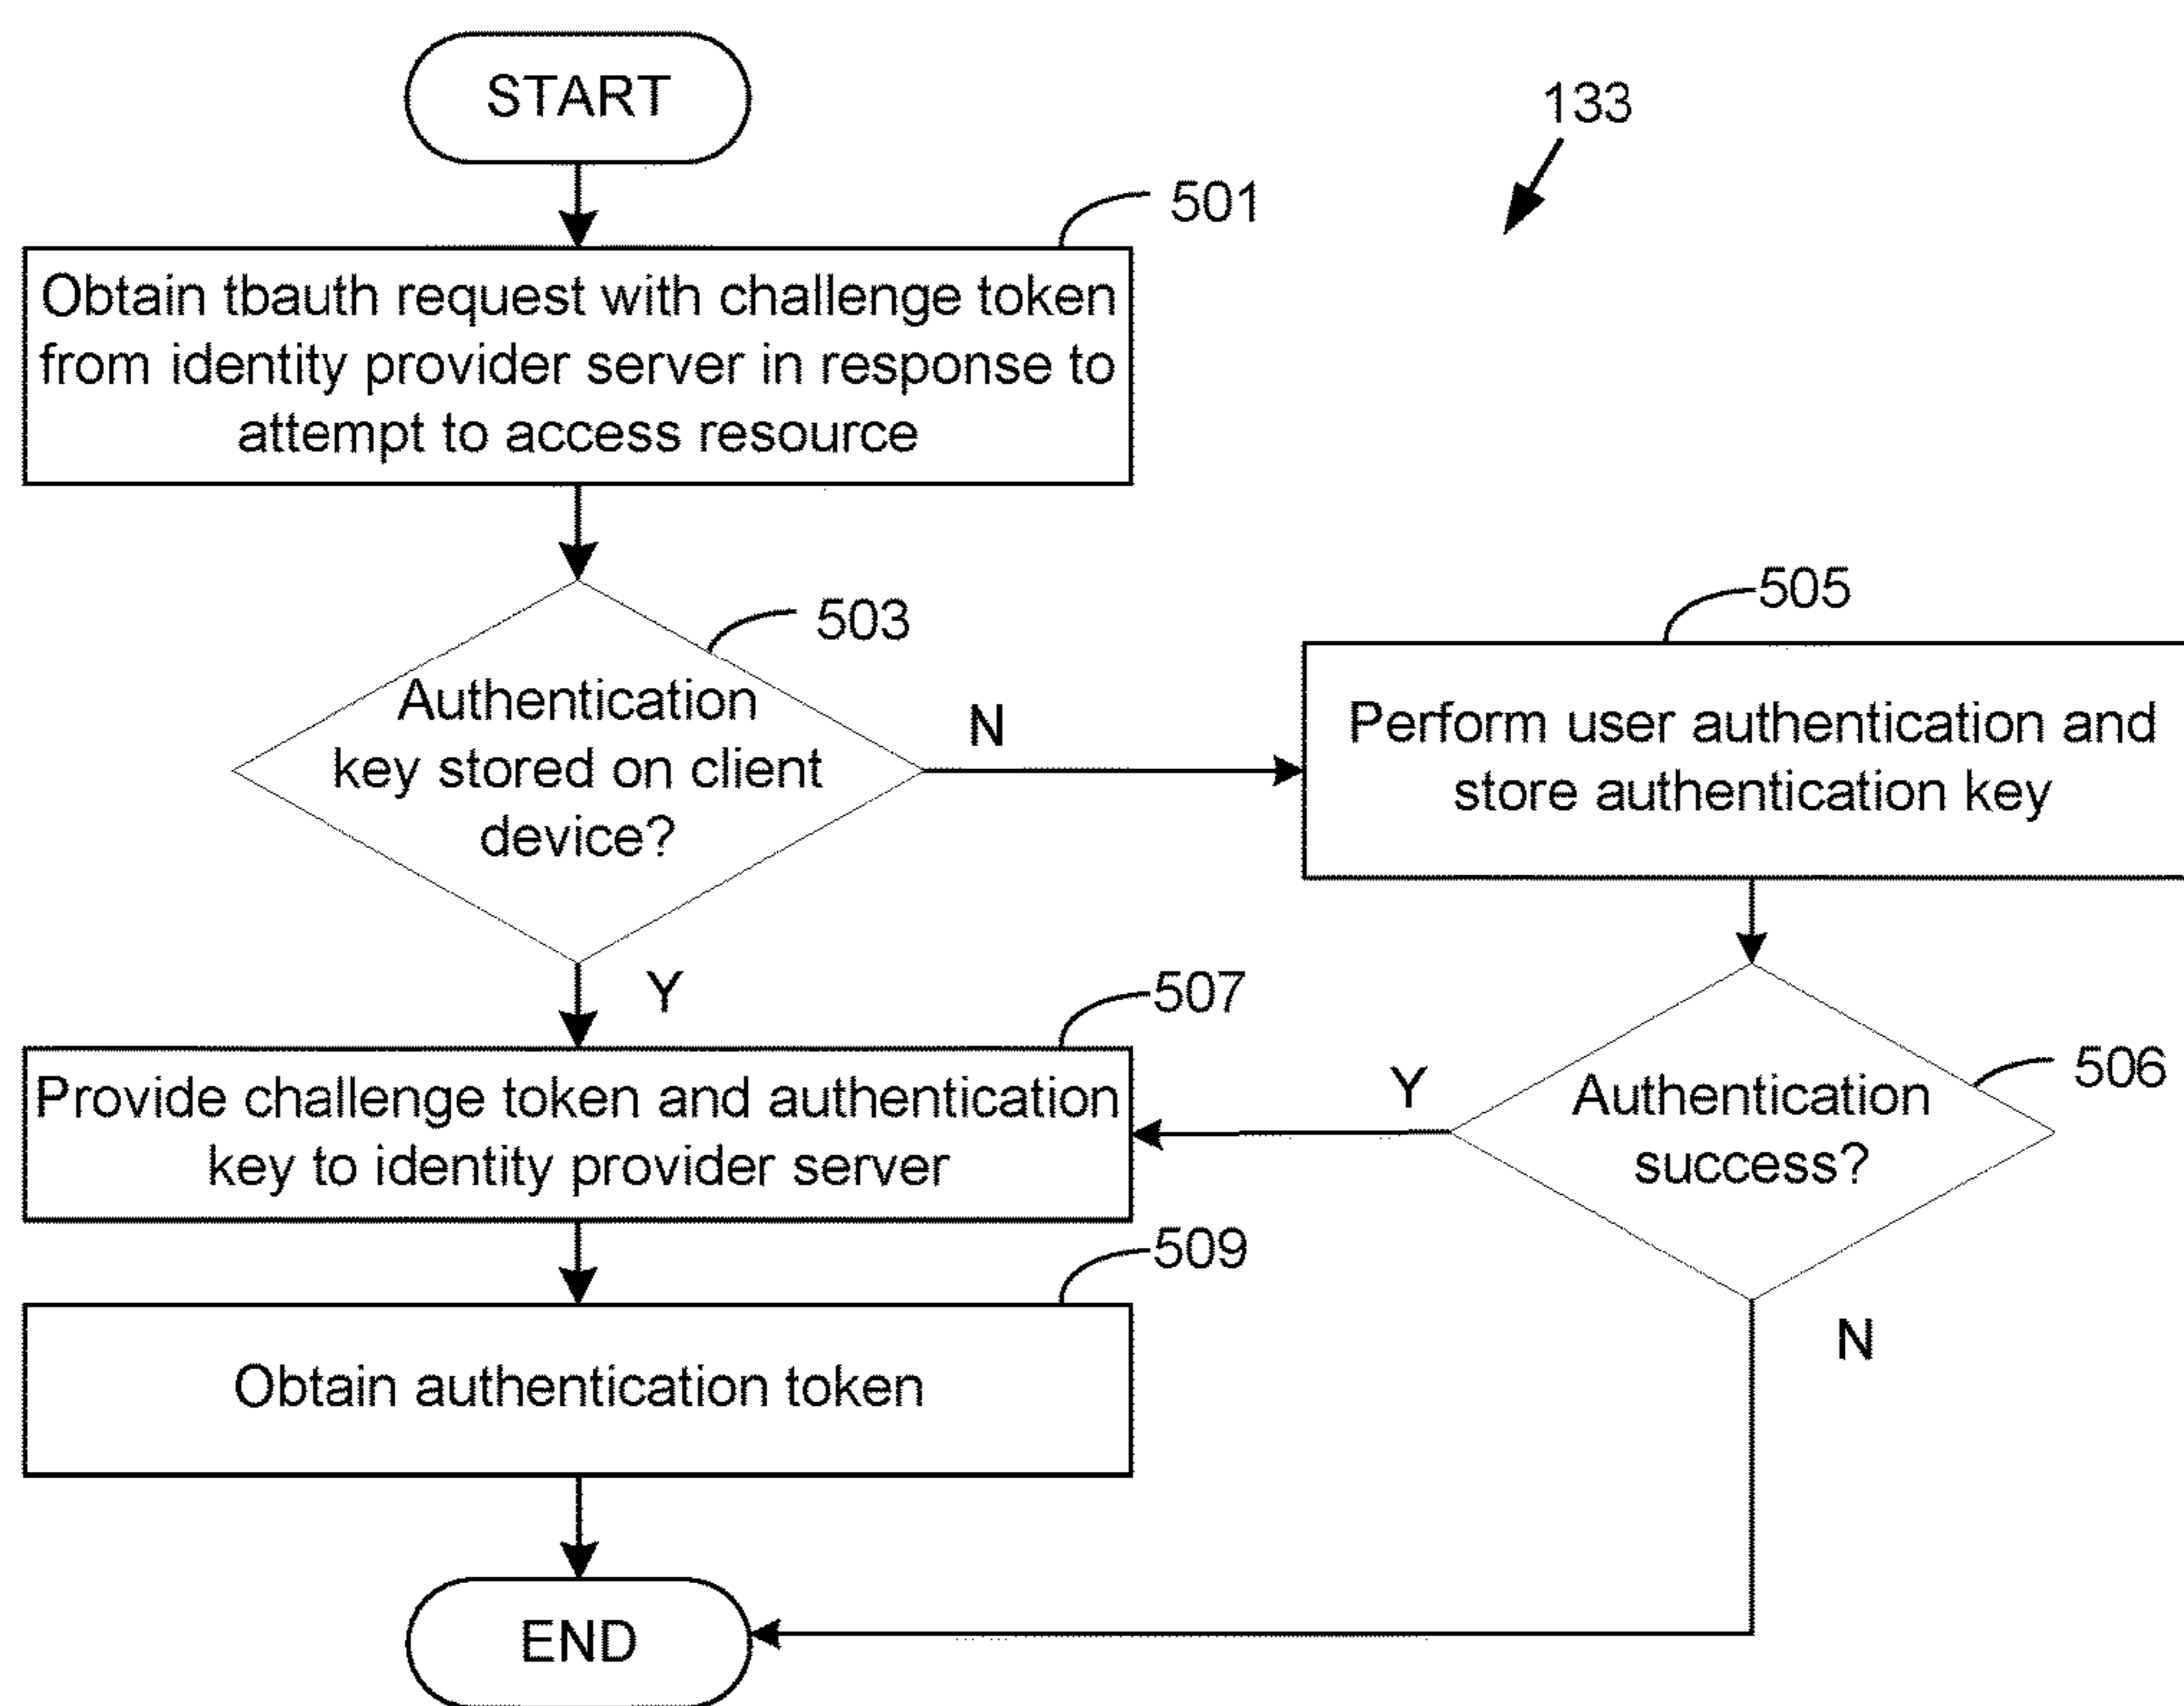 START
133
501
Obtain tbauth request with challenge token
from identity provider server in response to
attempt to access resource
503
Authentication
key stored on client
device?
N
505
Perform user authentication and
store authentication key
Y
507
Provide challenge token and authentication
key to identity provider server
Y
506
Authentication
success?
509
Obtain authentication token
N
END